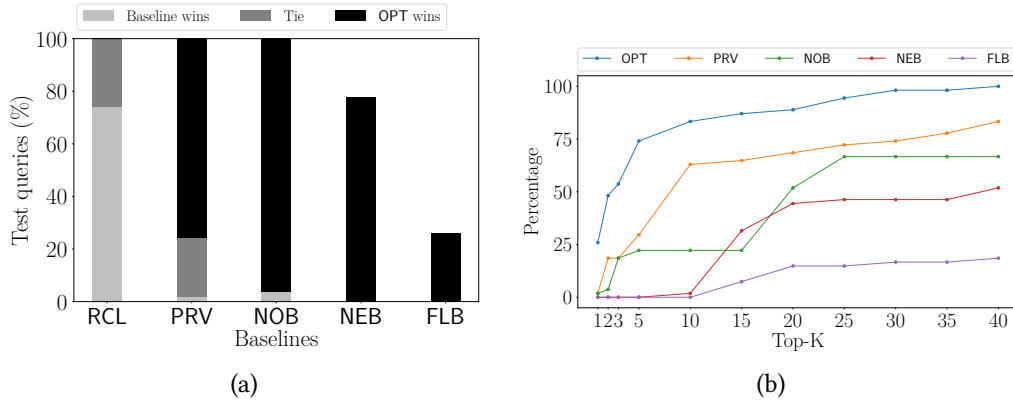 Baseline wins Tie OPT wins
100
80
60
40
20
0
Test queries (%)
RCL PRV NOB NEB FLB
Baselines
(a)
OPT PRV NOB NEB FLB
100
75
50
25
0
Percentage
1 2 3 5 10 15 20 25 30 35 40
Top-K
(b)